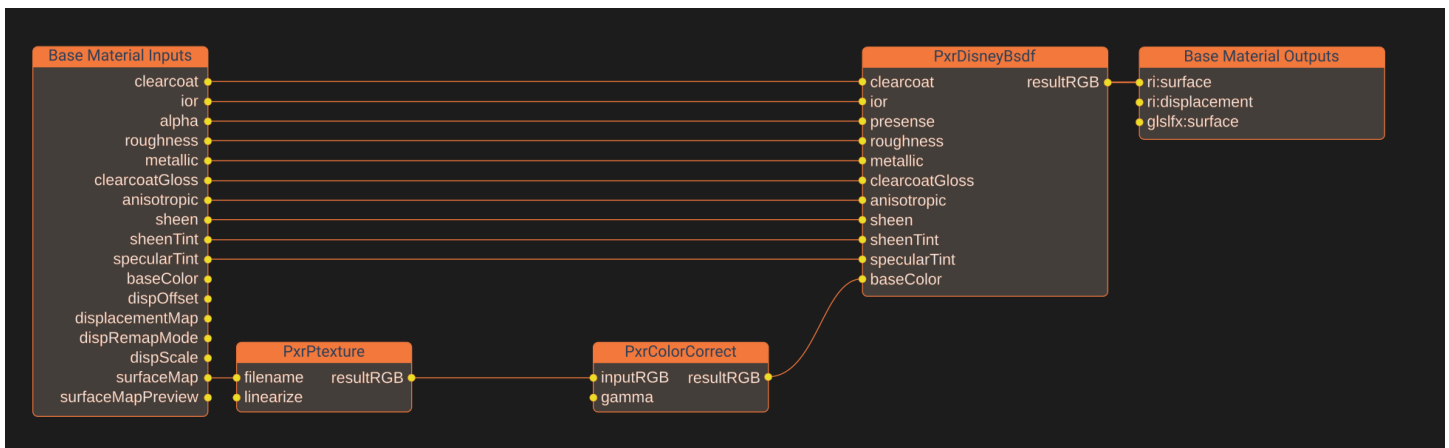 Base Material Inputs
clearcoat
ior
alpha
roughness
metallic
clearcoatGloss
anisotropic
sheen
sheenTint
specularTint
baseColor
dispOffset
displacementMap
dispRemapMode
dispScale
surfaceMap
surfaceMapPreview
PxrPtexture
filename resultRGB
linearize
PxrColorCorrect
inputRGB resultRGB
gamma
PxrDisneyBsdf
clearcoat resultRGB
ior
presense
roughness
metallic
clearcoatGloss
anisotropic
sheen
sheenTint
specularTint
baseColor
Base Material Outputs
ri:surface
ri:displacement
glslfx:surface